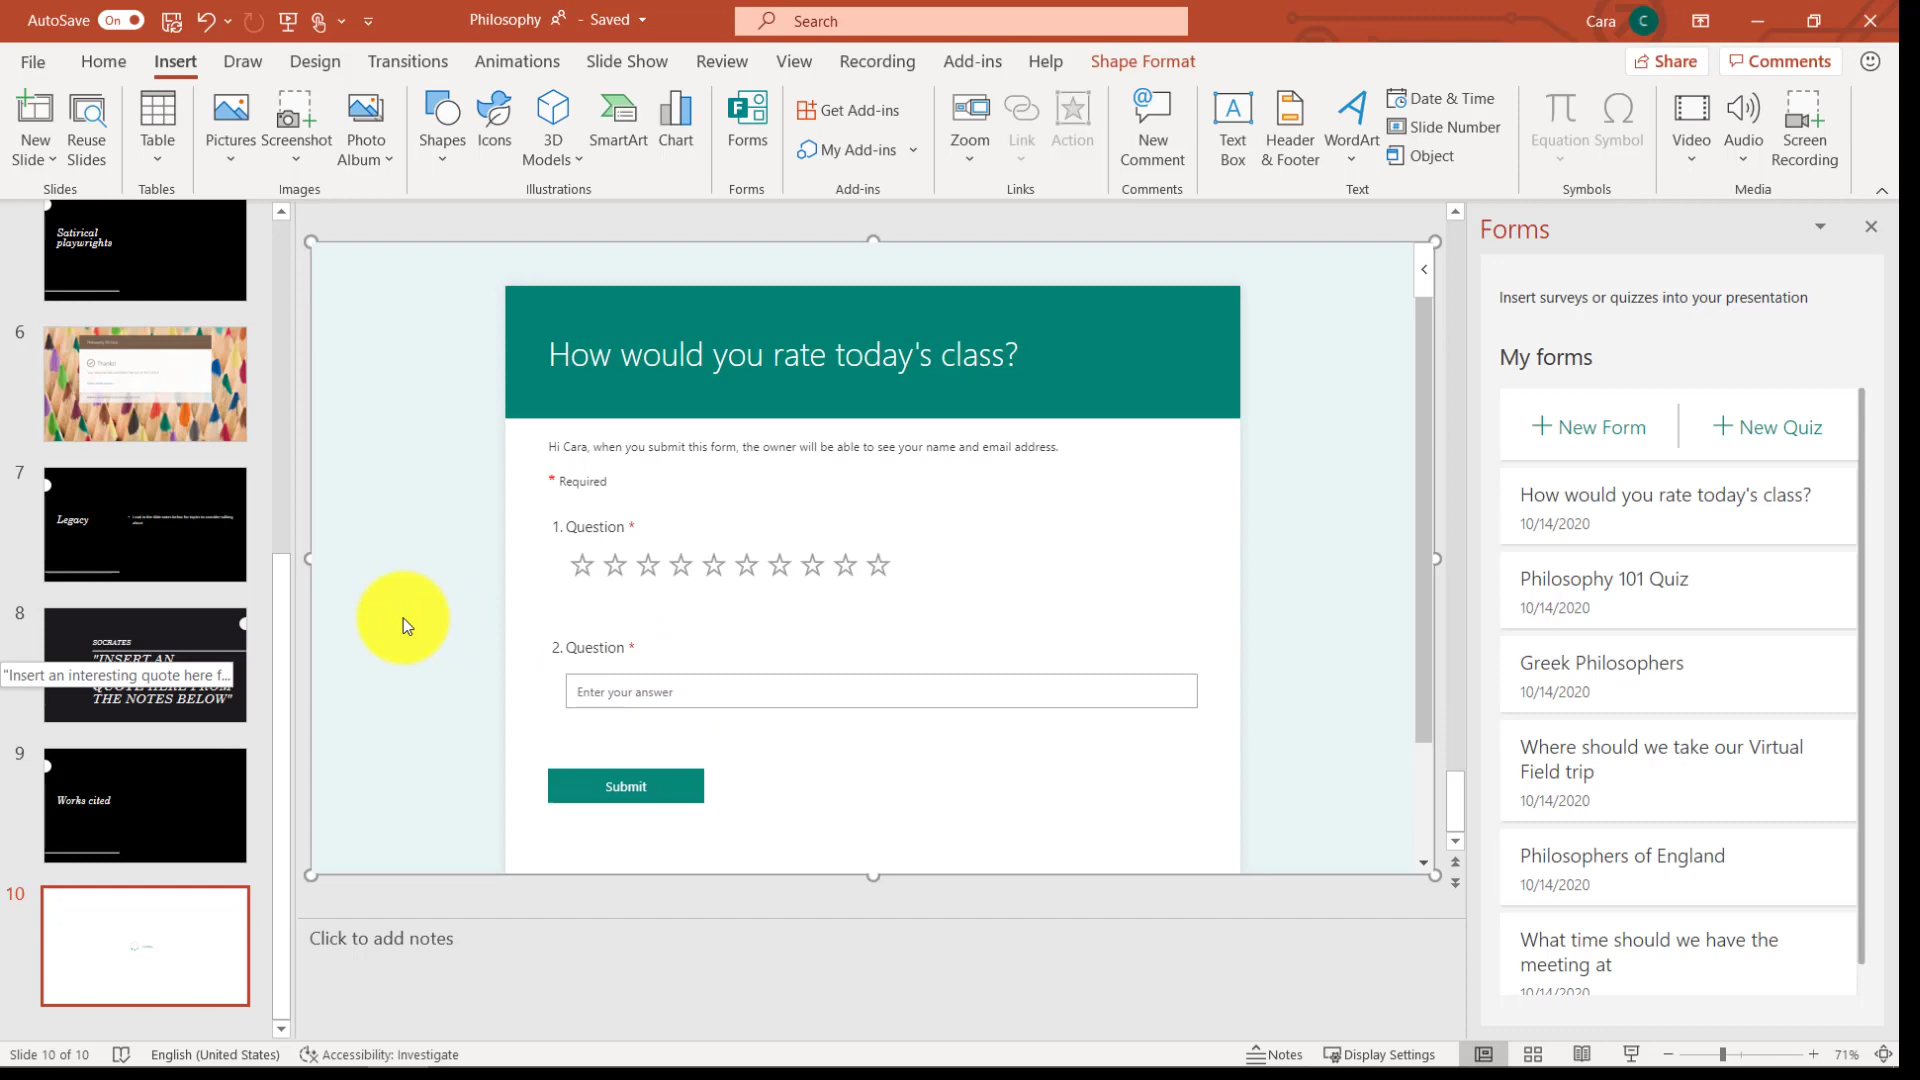 AutoSave On
Philosophy - Saved
Search
Cara C
File Home Insert Draw Design Transitions Animations Slide Show Review View Recording Add-ins Help Shape Format
Share Comments
New Slide
Reuse Slides
Table
Pictures
Screenshot
Photo Album
Shapes
Icons
3D Models
SmartArt
Chart
Forms
Get Add-ins
My Add-ins
Zoom
Link
Action
New Comment
Text Box
Header & Footer
WordArt
Date & Time
Slide Number
Object
Equation
Symbol
Video
Audio
Screen Recording
Slides Tables Images Illustrations Forms Add-ins Links Comments Text Symbols Media
Satirical
playwrights
6
Thanks!
7
Legacy
8
SOCRATES
"INSERT AN
"Insert an interesting quote here f...
QUOTE HERE FROM
THE NOTES BELOW"
9
Works cited
10
How would you rate today's class?
Hi Cara, when you submit this form, the owner will be able to see your name and email address.
* Required
1. Question *
2. Question *
Enter your answer
Submit
Click to add notes
Forms
Insert surveys or quizzes into your presentation
My forms
+ New Form
+ New Quiz
How would you rate today's class?
10/14/2020
Philosophy 101 Quiz
10/14/2020
Greek Philosophers
10/14/2020
Where should we take our Virtual
Field trip
10/14/2020
Philosophers of England
10/14/2020
What time should we have the
meeting at
10/14/2020
Slide 10 of 10
English (United States)
Accessibility: Investigate
Notes
Display Settings
71%